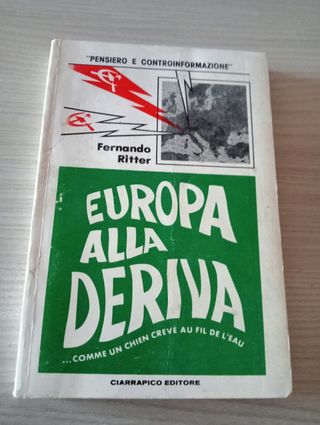 "PENSIERO E CONTROINFORMAZIONE"
Fernando
Ritter
EUROPA
ALLA
DERIVA
...COMME UN CHIEN CREVÉ AU FIL DE L'EAU
CIARRAPICO EDITORE